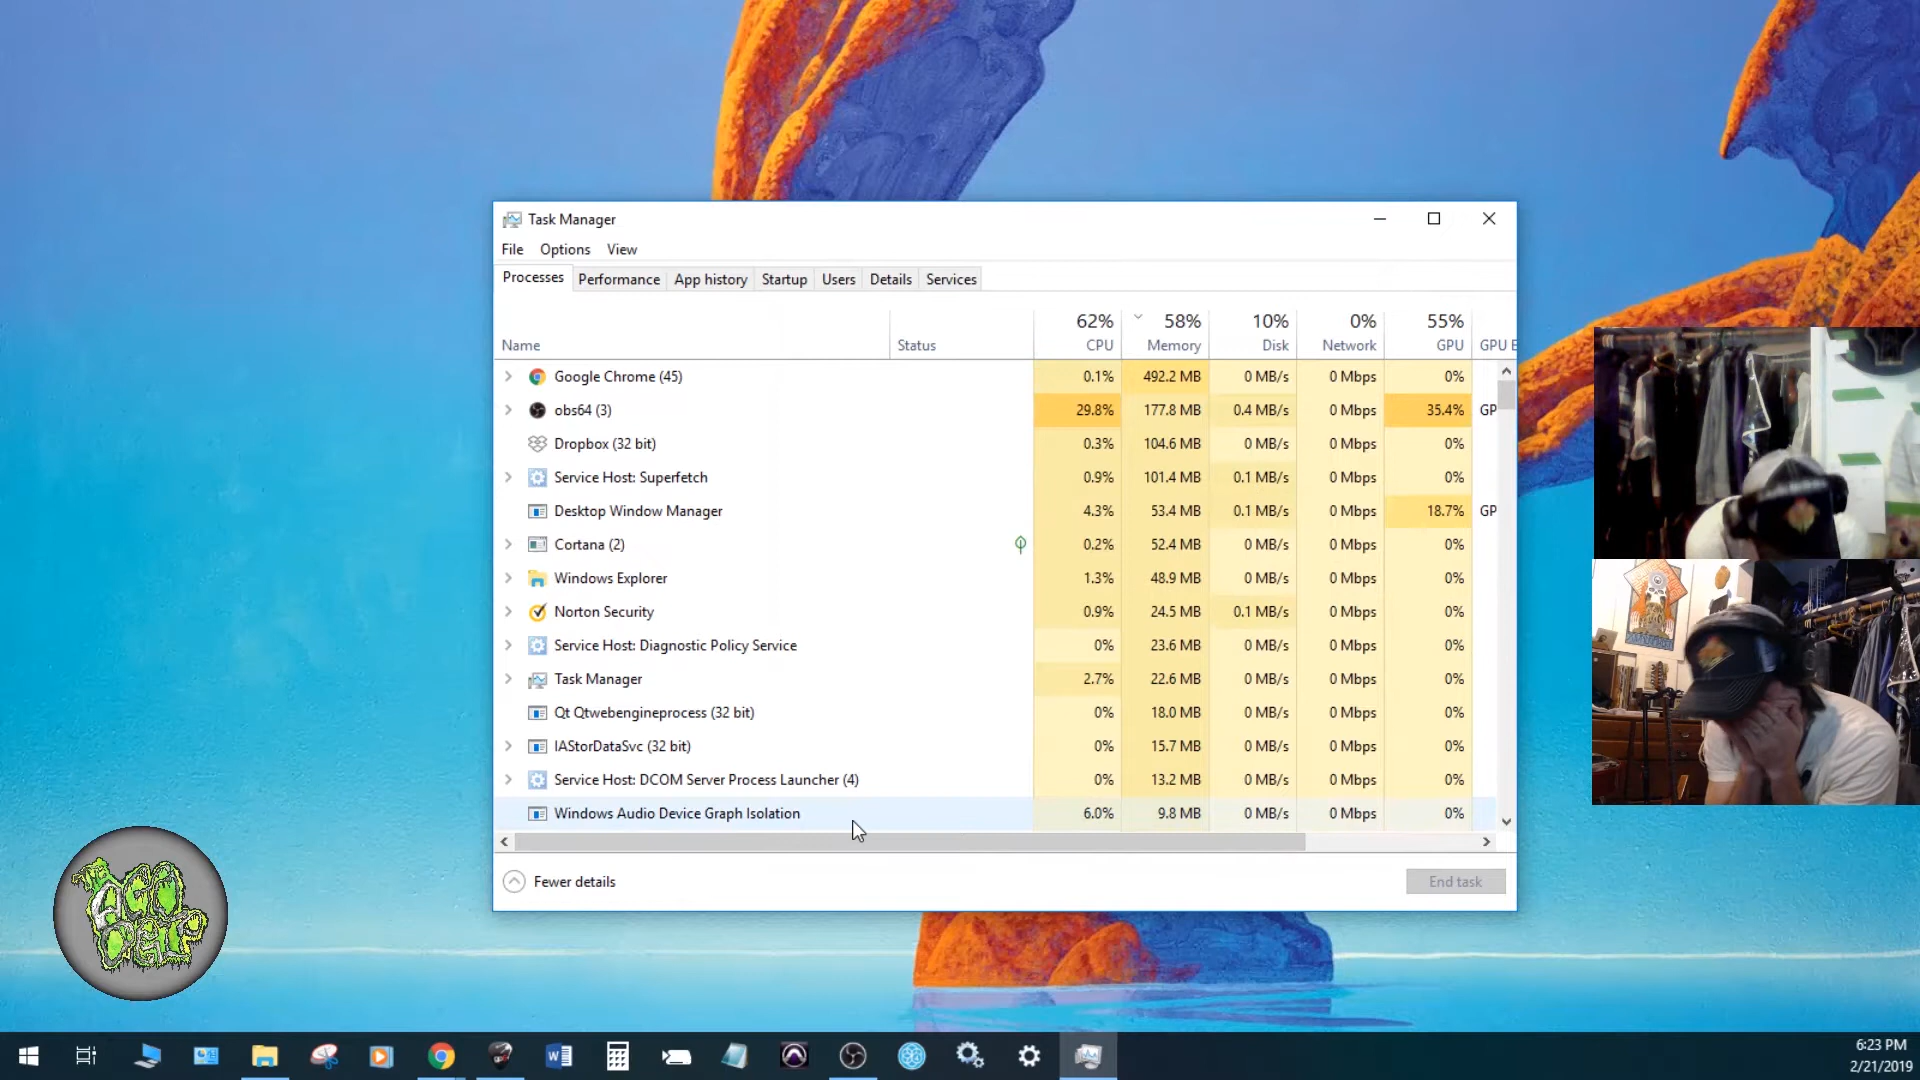 Task Manager
File Options View
Processes Performance App history Startup Users Details Services
62% 58% 10% 0% 55%
Name Status CPU Memory Disk Network GPU GPU E
Google Chrome (45) 0.1% 492.2 MB 0 MB/s 0 Mbps 0%
obs64 (3) 29.8% 177.8 MB 0.4 MB/s 0 Mbps 35.4% GP
Dropbox (32 bit) 0.3% 104.6 MB 0 MB/s 0 Mbps 0%
Service Host: Superfetch 0.9% 101.4 MB 0.1 MB/s 0 Mbps 0%
Desktop Window Manager 4.3% 53.4 MB 0.1 MB/s 0 Mbps 18.7% GP
Cortana (2) 0.2% 52.4 MB 0 MB/s 0 Mbps 0%
Windows Explorer 1.3% 48.9 MB 0 MB/s 0 Mbps 0%
Norton Security 0.9% 24.5 MB 0.1 MB/s 0 Mbps 0%
Service Host: Diagnostic Policy Service 0% 23.6 MB 0 MB/s 0 Mbps 0%
Task Manager 2.7% 22.6 MB 0 MB/s 0 Mbps 0%
Qt Qtwebengineprocess (32 bit) 0% 18.0 MB 0 MB/s 0 Mbps 0%
IAStorDataSvc (32 bit) 0% 15.7 MB 0 MB/s 0 Mbps 0%
Service Host: DCOM Server Process Launcher (4) 0% 13.2 MB 0 MB/s 0 Mbps 0%
Windows Audio Device Graph Isolation 6.0% 9.8 MB 0 MB/s 0 Mbps 0%
Fewer details End task
6:23 PM
2/21/2019